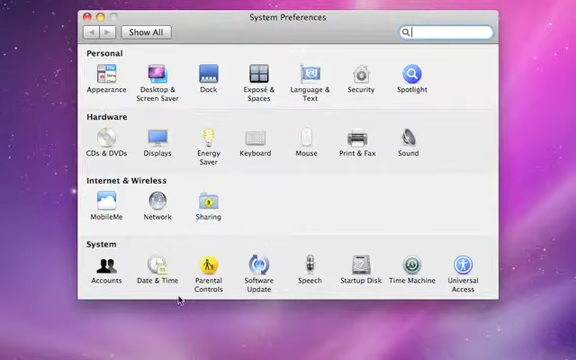 System Preferences
Show All
Personal
Appearance
Desktop &
Screen Saver
Dock
Exposé &
Spaces
Language &
Text
Security
Spotlight
Hardware
CDs & DVDs
Displays
Energy
Saver
Keyboard
Mouse
Print & Fax
Sound
Internet & Wireless
MobileMe
Network
Sharing
System
Accounts
Date & Time
Parental
Controls
Software
Update
Speech
Startup Disk
Time Machine
Universal
Access